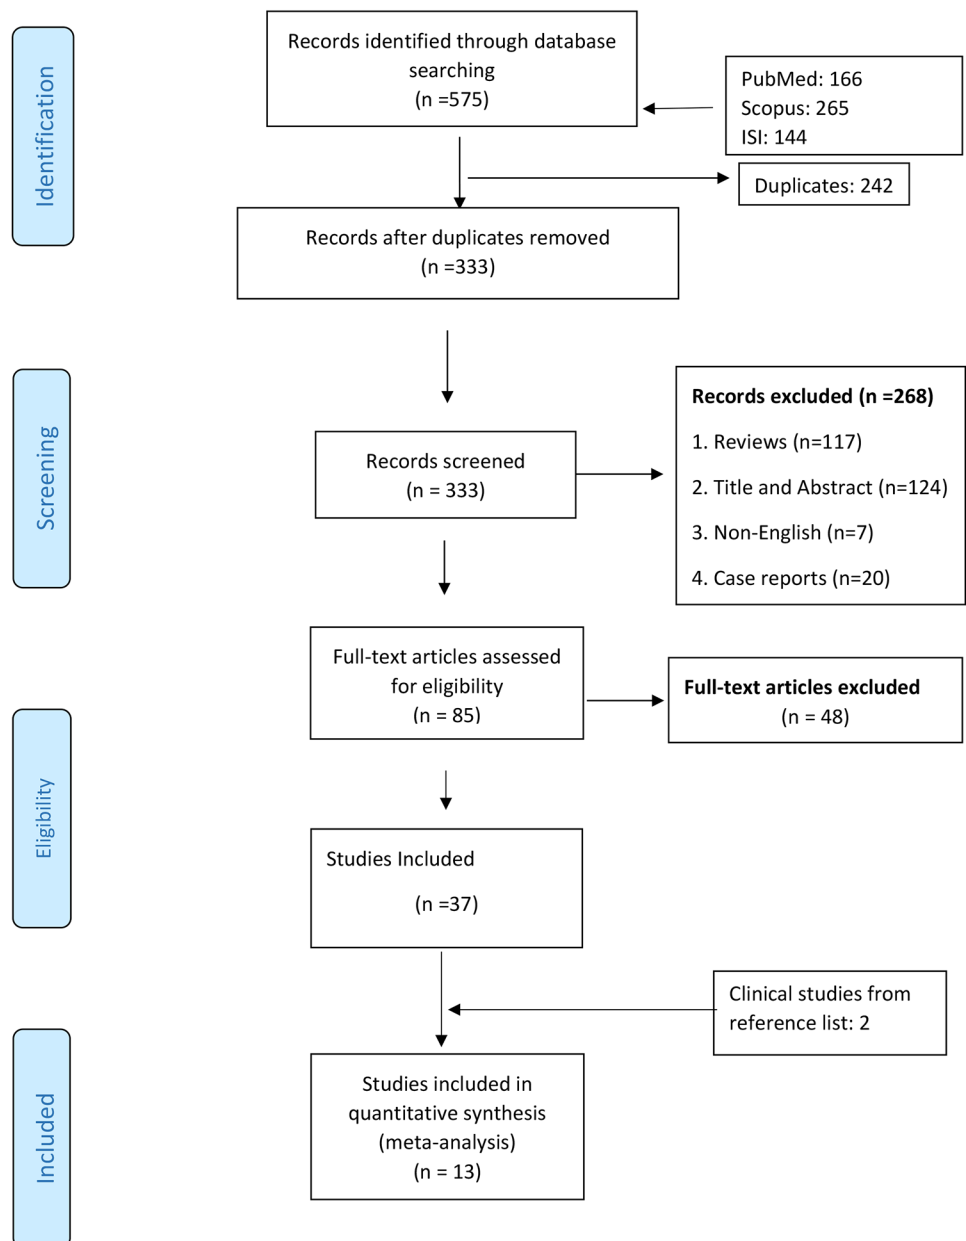 Identification
Records identified through database
searching
(n =575)
PubMed: 166
Scopus: 265
ISI: 144
Duplicates: 242
Records after duplicates removed
(n =333)
Screening
Records screened
(n = 333)
Records excluded (n =268)
1. Reviews (n=117)
2. Title and Abstract (n=124)
3. Non-English (n=7)
4. Case reports (n=20)
Eligibility
Full-text articles assessed
for eligibility
(n = 85)
Full-text articles excluded
(n = 48)
Studies Included
(n =37)
Clinical studies from
reference list: 2
Included
Studies included in
quantitative synthesis
(meta-analysis)
(n = 13)